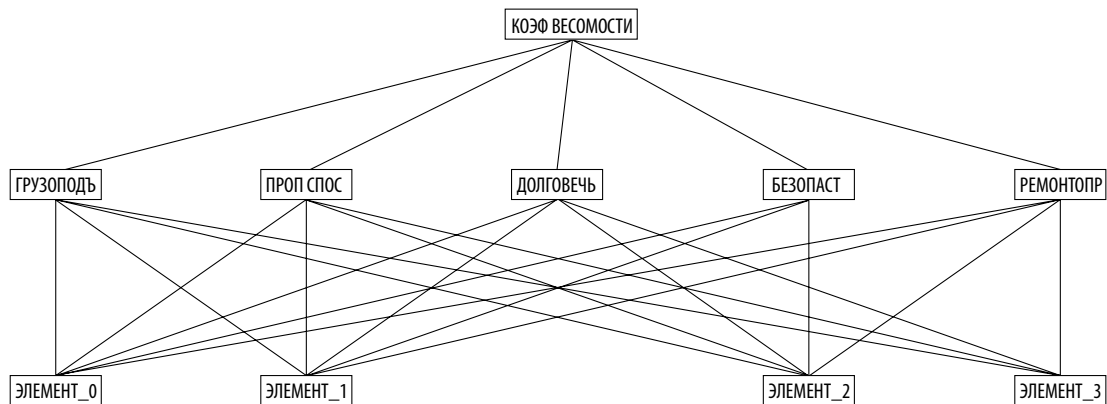 КОЭФ ВЕСОМОСТИ
ГРУЗОПОДЪ
ПРОП СПОС
ДОЛГОВЕЧЬ
БЕЗОПАСТ
РЕМОНТОПР
ЭЛЕМЕНТ_0
ЭЛЕМЕНТ_1
ЭЛЕМЕНТ_2
ЭЛЕМЕНТ_3